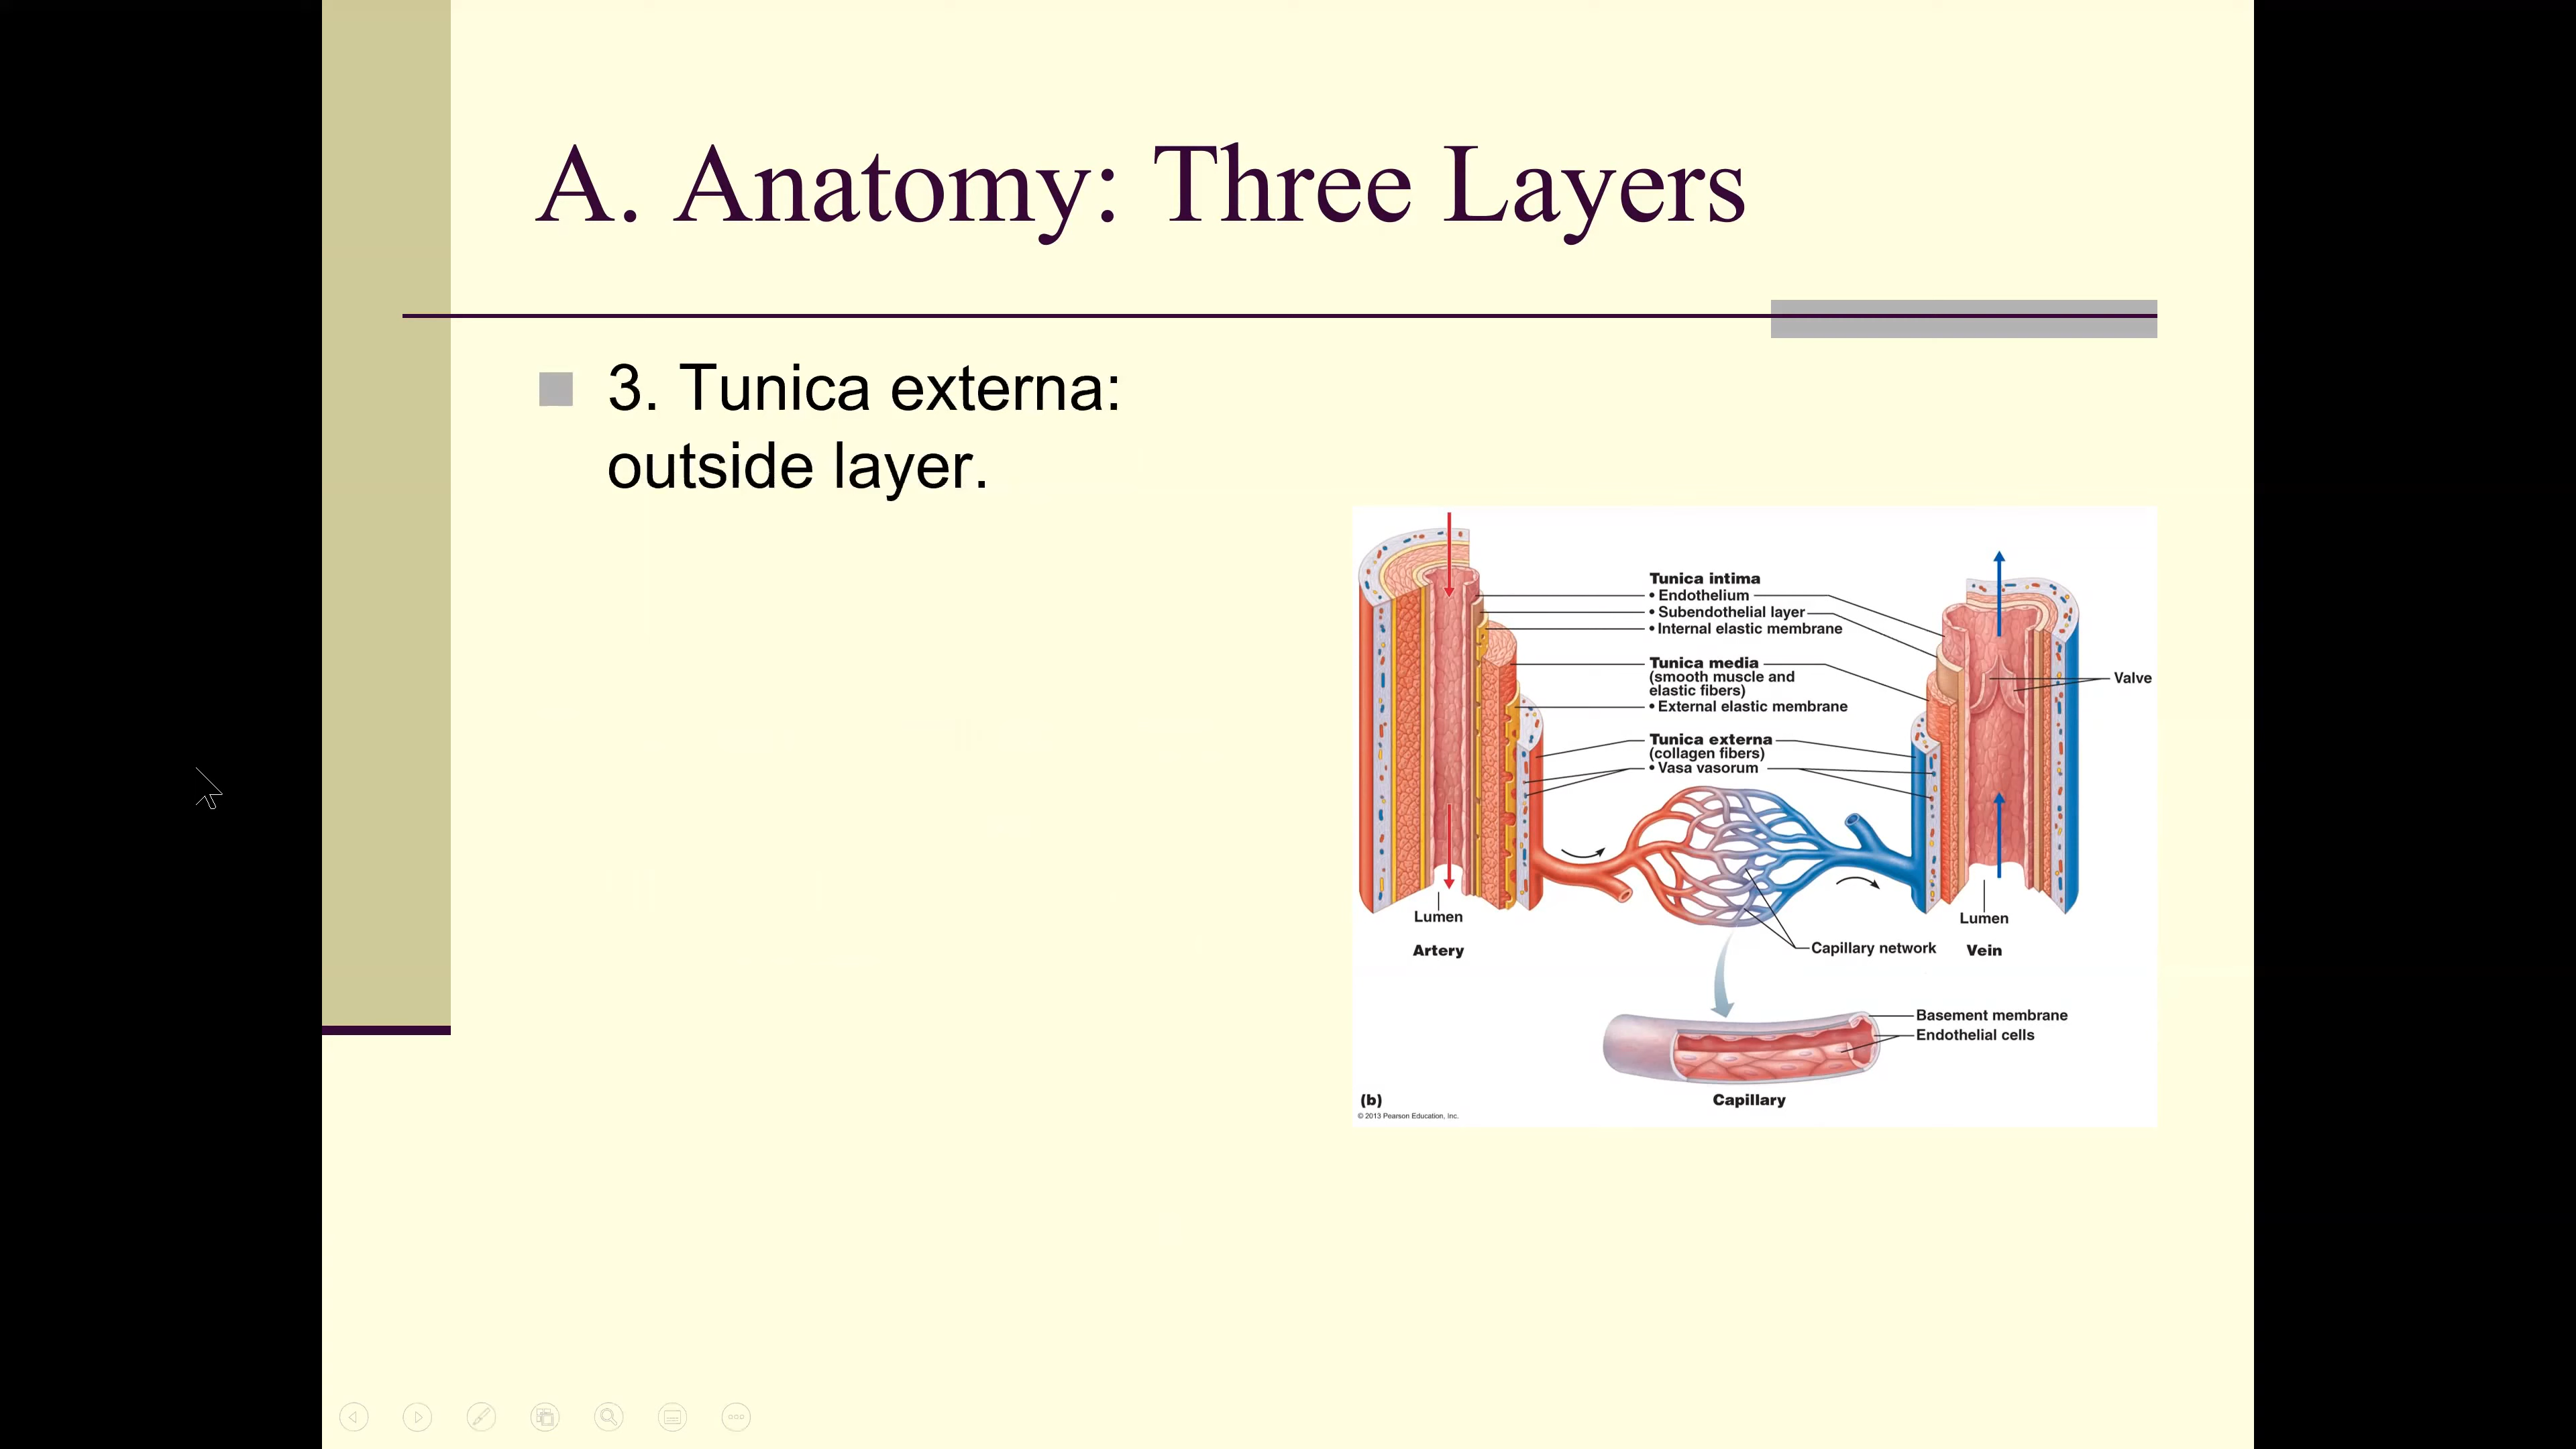 A. Anatomy: Three Layers
3. Tunica externa:
outside layer.
Tunica intima
• Endothelium
• Subendothelial layer
• Internal elastic membrane
Tunica media
(smooth muscle and
elastic fibers)
• External elastic membrane
Tunica externa
(collagen fibers)
• Vasa vasorum
Valve
Lumen
Artery
Lumen
Vein
Capillary network
Basement membrane
Endothelial cells
Capillary
(b)
© 2013 Pearson Education, Inc.